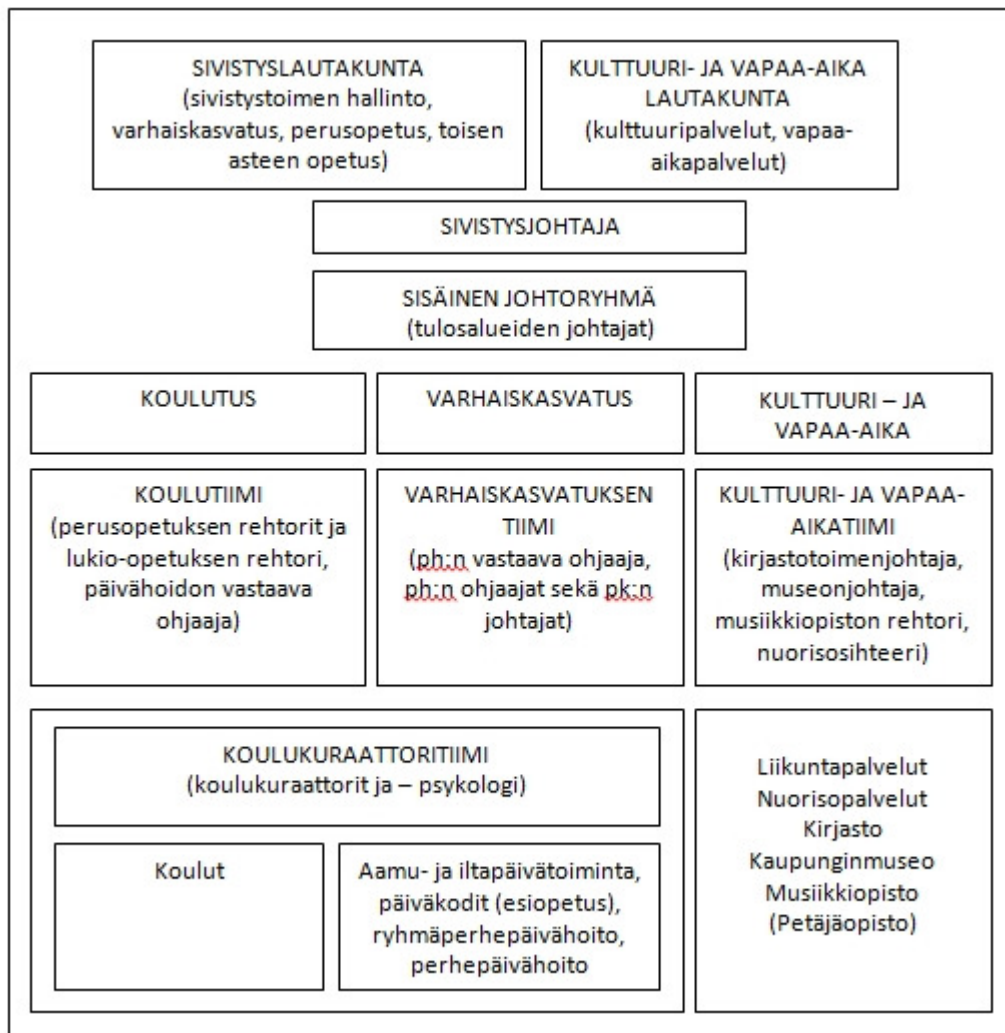 SIVISTYSLAUTAKUNTA
(sivistystoimen hallinto,
varhaiskasvatus, perusopetus, toisen
asteen opetus)
KULTTUURI- JA VAPAA-AIKA
LAUTAKUNTA
(kulttuuripalvelut, vapaa-
aikapalvelut)
SIVISTYSJOHTAJA
SISÄINEN JOHTORYHMÄ
(tulosalueiden johtajat)
KOULUTUS
VARHAISKASVATUS
KULTTUURI – JA
VAPAA-AIKA
KOULUTIIMI
(perusopetuksen rehtorit ja
lukio-opetuksen rehtori,
päivähoidon vastaava
ohjaaja)
VARHAISKASVATUKSEN
TIIMI
(ph:n vastaava ohjaaja,
ph:n ohjaajat sekä pk:n
johtajat)
KULTTUURI- JA VAPAA-
AIKATIIMI
(kirjastotoimenjohtaja,
museonjohtaja,
musiikkiopiston rehtori,
nuorisosihteeri)
KOULUKURAATTORITIIMI
(koulukuraattorit ja – psykologi)
Koulut
Aamu- ja iltapäivätoiminta,
päiväkodit (esiopetus),
ryhmäperhepäivähoito,
perhepäivähoito
Liikuntapalvelut
Nuorisopalvelut
Kirjasto
Kaupunginmuseo
Musiikkiopisto
(Petäjäopisto)